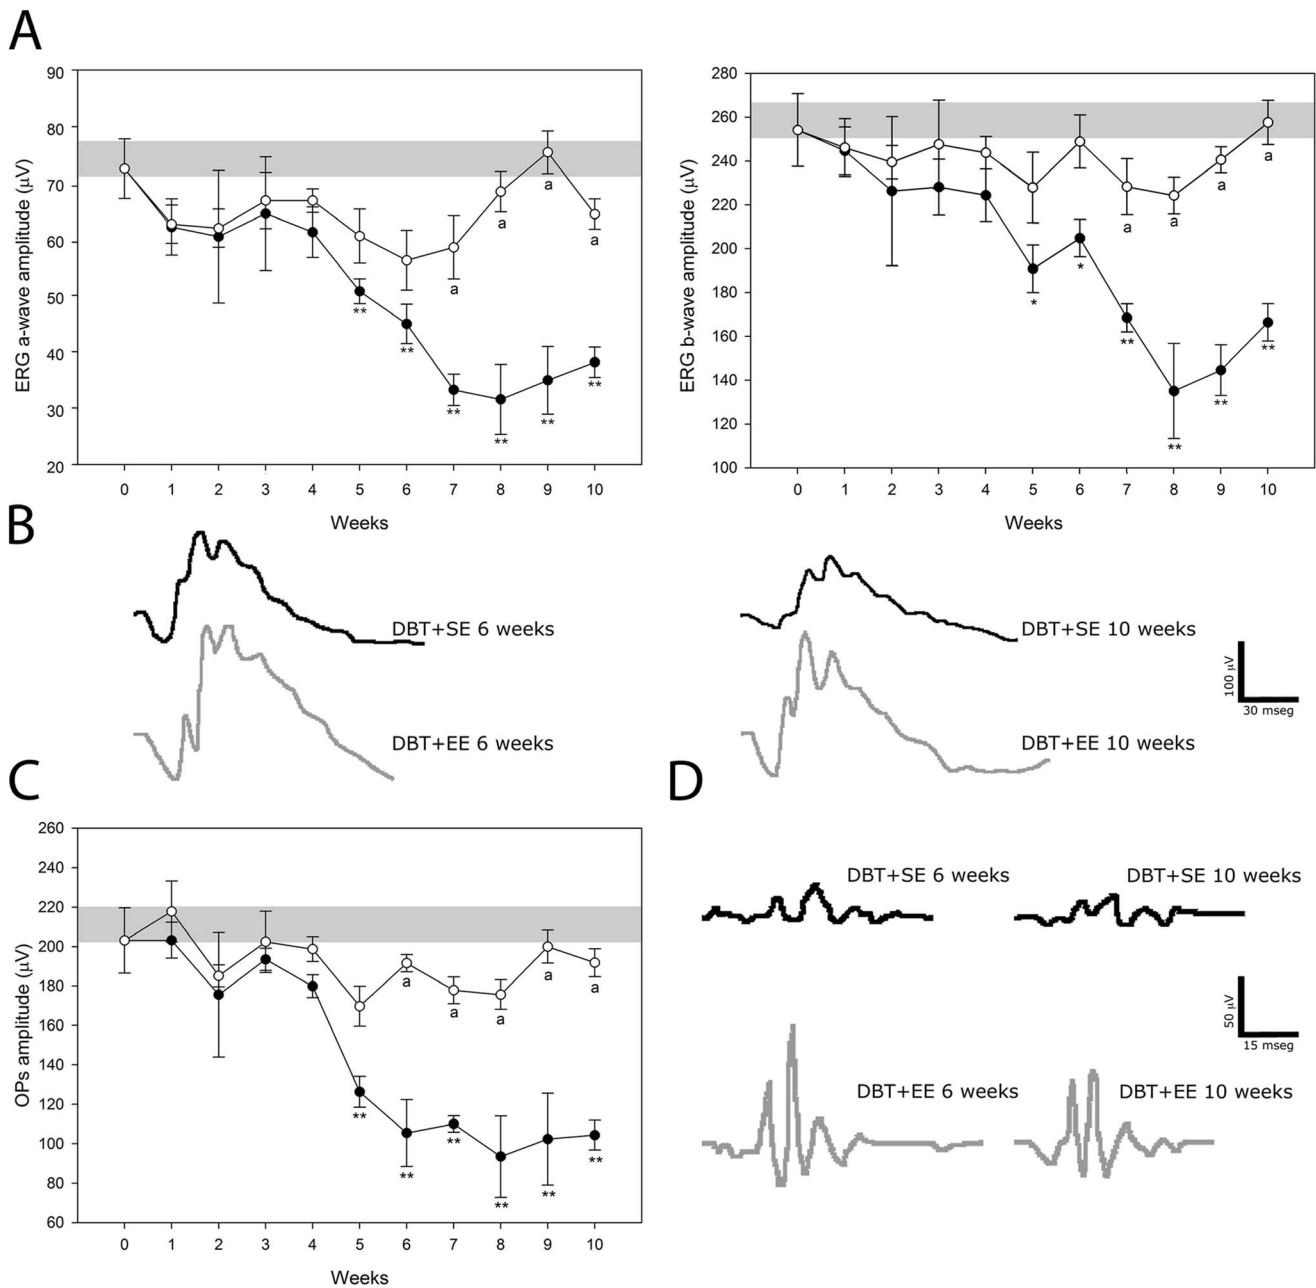 A
90
80
70
60
50
40
30
20
ERG a-wave amplitude (µV)
a
a
a
a
**
**
**
**
**
**
0 1 2 3 4 5 6 7 8 9 10
Weeks
280
260
240
220
200
180
160
140
120
100
ERG b-wave amplitude (µV)
a
a
a
a
*
*
**
**
**
**
0 1 2 3 4 5 6 7 8 9 10
Weeks
B
DBT+SE 6 weeks
DBT+EE 6 weeks
DBT+SE 10 weeks
DBT+EE 10 weeks
100 µV
30 mseg
C
260
240
220
200
180
160
140
120
100
80
60
OPs amplitude (µV)
a
a
a
a
a
**
**
**
**
**
**
0 1 2 3 4 5 6 7 8 9 10
Weeks
D
DBT+SE 6 weeks
DBT+SE 10 weeks
50 µV
15 mseg
DBT+EE 6 weeks
DBT+EE 10 weeks